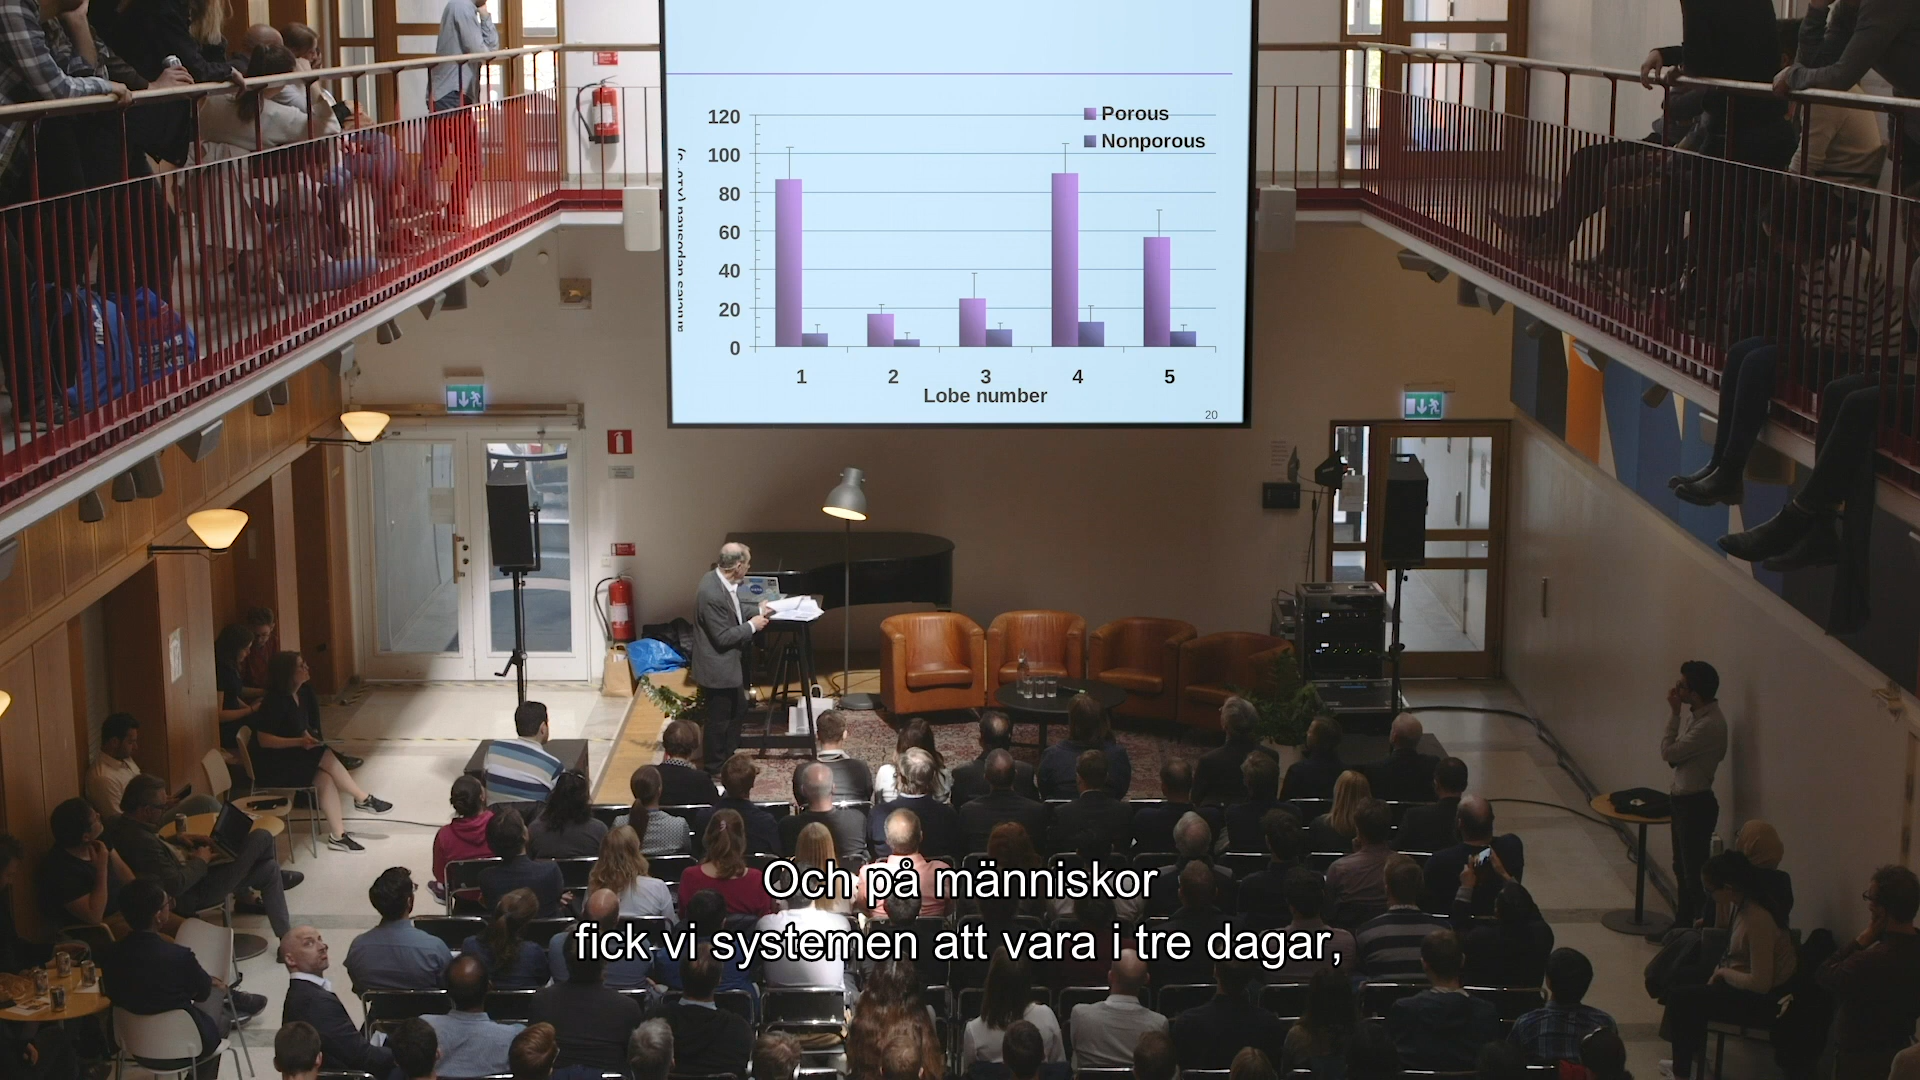 Porous
Nonporous
120
100
80
60
40
20
0
1 2 3 4 5
Lobe number
20
Och på människor
fick vi systemen att vara i tre dagar,